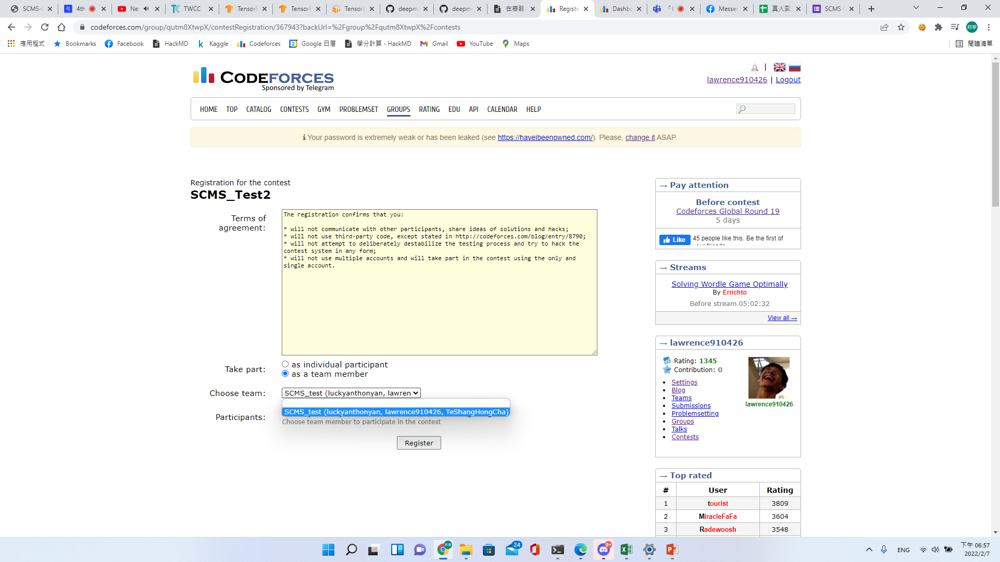 SCMS-
4th
Ne
TWCC
TensorF
TensorF
TensorB
deepm
deepm
在容器
Registe
Dashbo
Messen
真人圖
SCMS
codeforces.com/group/qutm8XtwpX/contestRegistration/367943?backUrl=%2Fgroup%2Fqutm8XtwpX%2Fcontests
邦寧
應用程式
Bookmarks
Facebook
HackMD
Kaggle
Codeforces
Google 日曆
學分計算 - HackMD
Gmail
YouTube
Maps
閱讀清單
CODEFORCES
Sponsored by Telegram
|
lawrence910426 | Logout
HOME TOP CATALOG CONTESTS GYM PROBLEMSET GROUPS RATING EDU API CALENDAR HELP
Your password is extremely weak or has been leaked (see https://haveibeenpwned.com/). Please, change it ASAP.
Registration for the contest
SCMS_Test2
Terms of
agreement:
The registration confirms that you:
* will not communicate with other participants, share ideas of solutions and hacks;
* will not use third-party code, except stated in http://codeforces.com/blog/entry/8790;
* will not attempt to deliberately destabilize the testing process and try to hack the
contest system in any form;
* will not use multiple accounts and will take part in the contest using the only and
single account.
Take part:
as individual participant
as a team member
Choose team:
SCMS_test (luckyanthonyan, lawren
SCMS_test (luckyanthonyan, lawrence910426, TeShangHongCha)
Participants:
Choose team member to participate in the contest
Register
→ Pay attention
Before contest
Codeforces Global Round 19
5 days
Like
45 people like this. Be the first of
→ Streams
Solving Wordle Game Optimally
By Errichto
Before stream 05:02:32
View all →
→ lawrence910426
Rating: 1345
Contribution: 0
Settings
Blog
Teams
Submissions
Problemsetting
Groups
Talks
Contests
lawrence910426
→ Top rated
# User Rating
1 tourist 3809
2 MiracleFaFa 3604
3 Radewoosh 3548
邦寧
24
9+
ENG
下午 06:57
2022/2/7